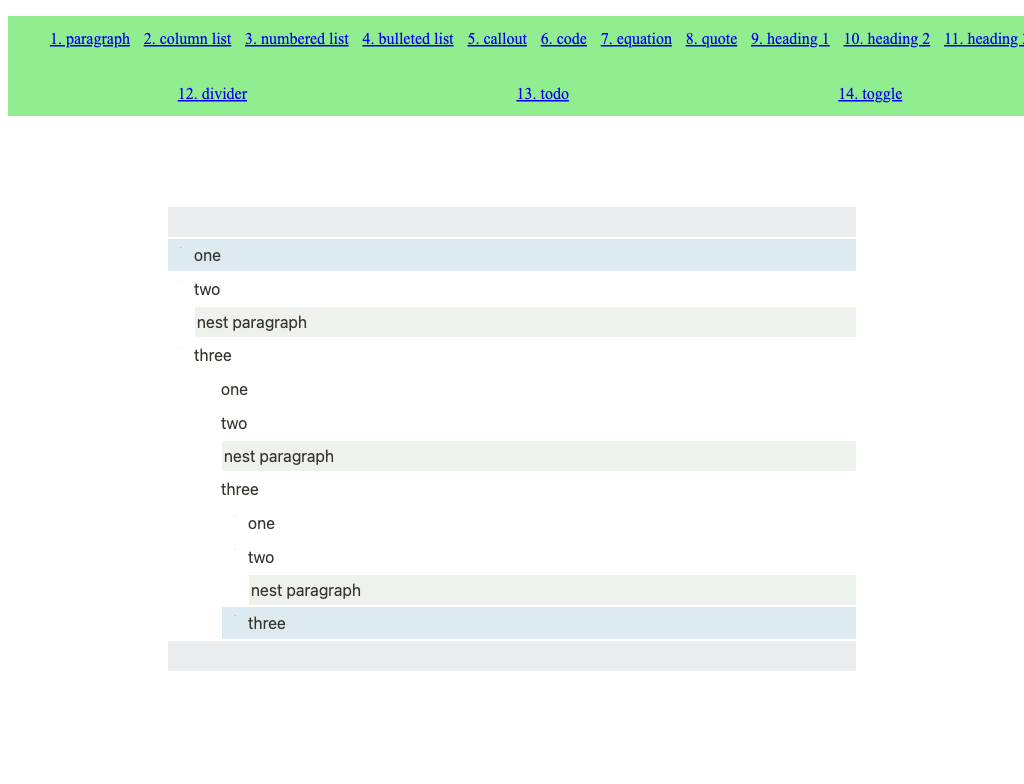 1. paragraph 2. column list 3. numbered list 4. bulleted list 5. callout 6. code 7. equation 8. quote 9. heading 1 10. heading 2 11. heading
12. divider 13. todo 14. toggle
one
two
nest paragraph
three
one
two
nest paragraph
three
one
two
nest paragraph
three